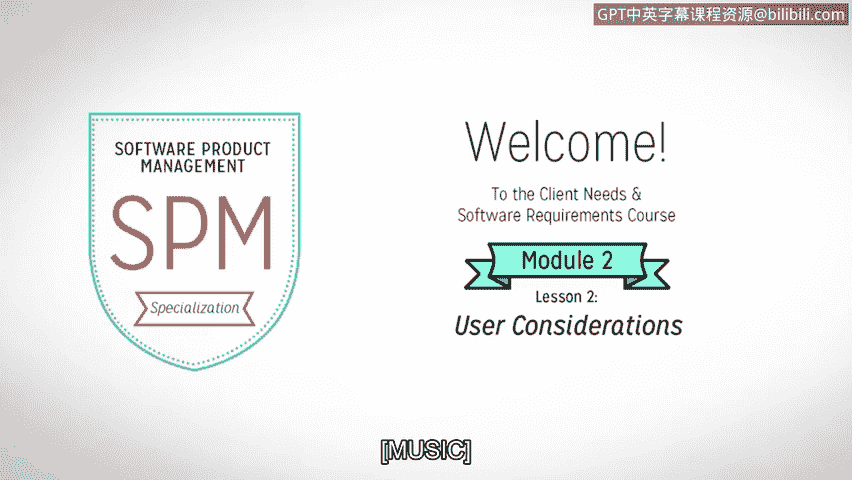 GPT中英字幕课程资源@bilibili.com
SOFTWARE PRODUCT
MANAGEMENT
SPM
Specialization
Welcome!
To the Client Needs &
Software Requirements Course
Module 2
Lesson 2:
User Considerations
[MUSIC]